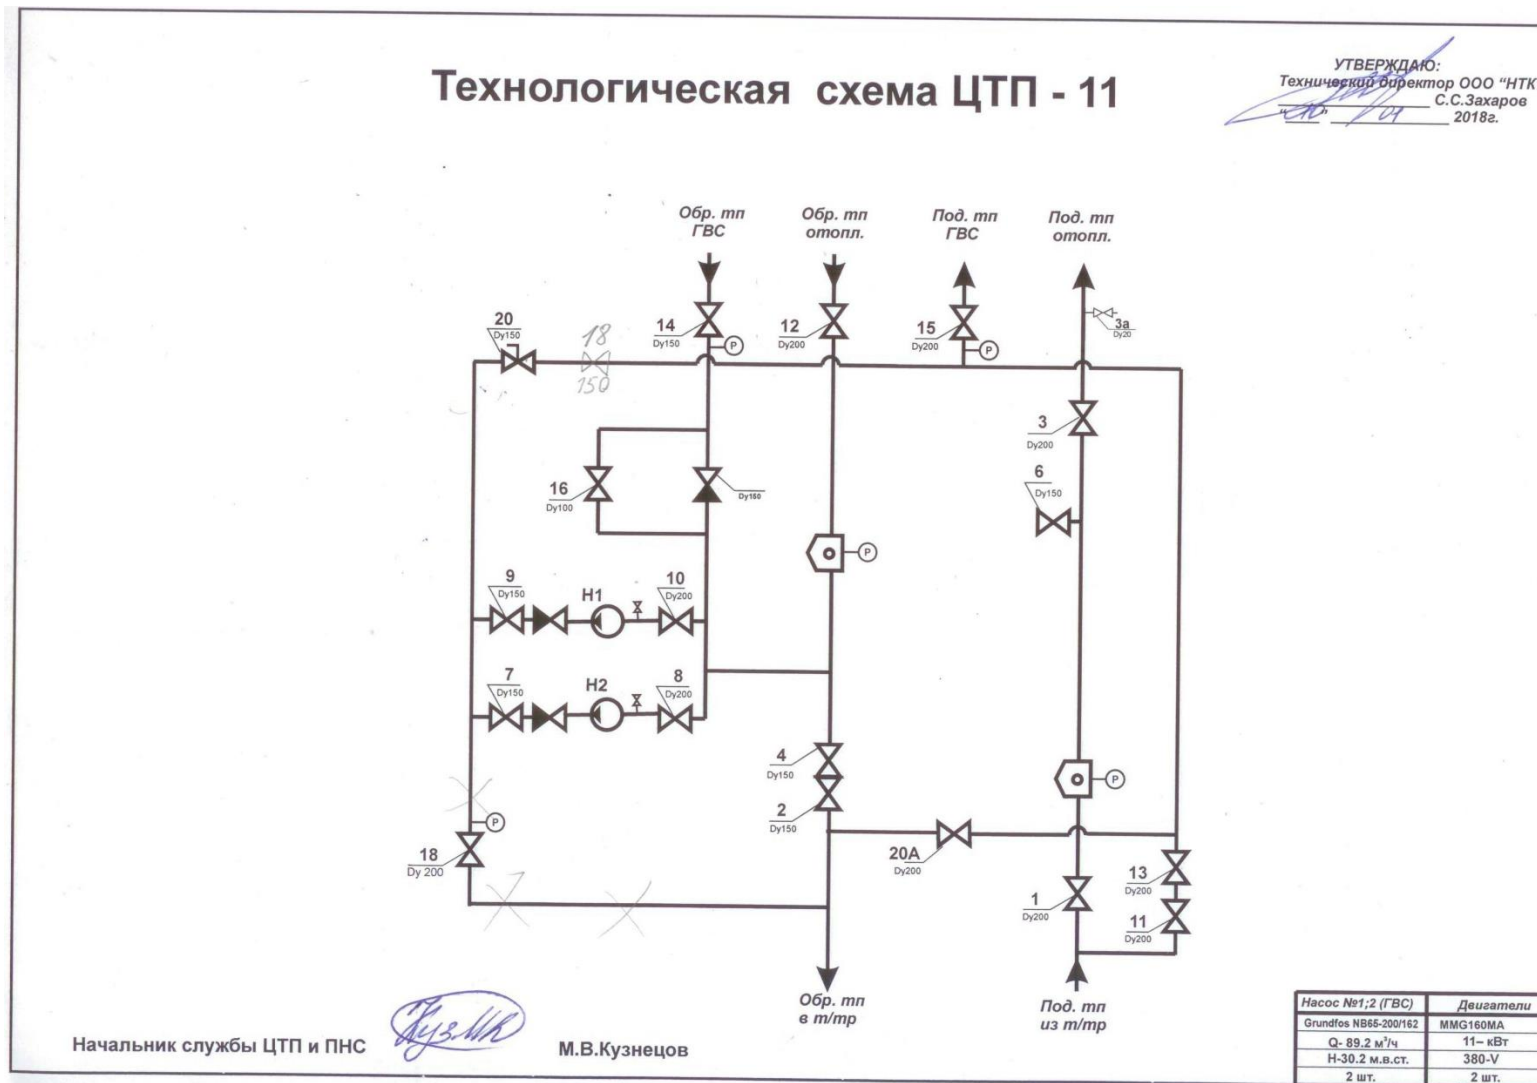 Технологическая схема ЦТП - 11
УТВЕРЖДАЮ:
Технический директор ООО "НТК
С.С.Захаров
2018г.
Обр. тп
ГВС
Обр. тп
отопл.
Под. тп
ГВС
Под. тп
отопл.
20
Dy150
18
150
14
Dy150
P
12
Dy200
15
Dy200
P
3а
Dy20
3
Dy200
16
Dy100
Dy150
6
Dy150
P
9
Dy150
Н1
10
Dy200
7
Dy150
Н2
8
Dy200
4
Dy150
2
Dy150
P
P
18
Dy 200
20А
Dy200
13
Dy200
1
Dy200
11
Dy200
Обр. тп
в т/тр
Под. тп
из т/тр
Начальник службы ЦТП и ПНС
М.В.Кузнецов
Насос №1;2 (ГВС) Двигатели
Grundfos NB65-200/162 MMG160MA
Q- 89.2 м³/ч 11– кВт
Н-30.2 м.в.ст. 380-V
2 шт. 2 шт.